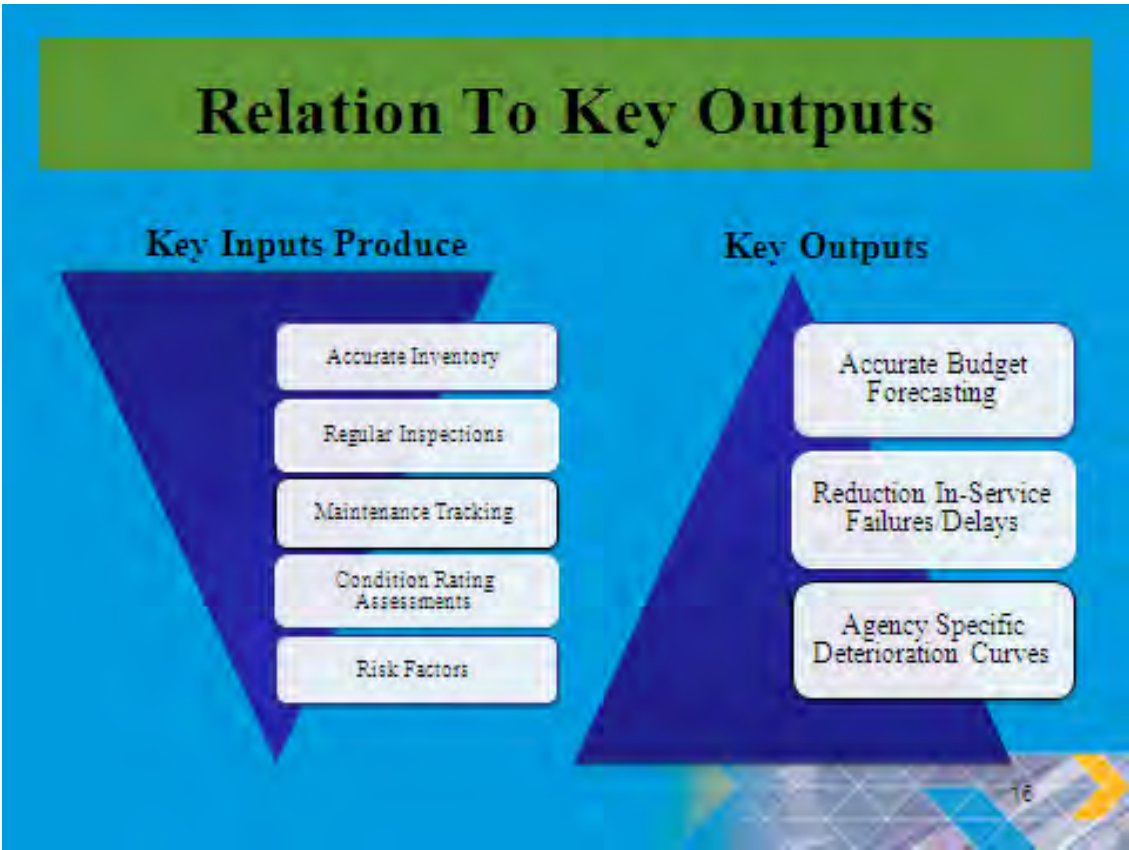 Relation To Key Outputs
Key Inputs Produce
Accurate Inventory
Regular Inspections
Maintenance Tracking
Condition Rating
Assessments
Risk Factors
Key Outputs
Accurate Budget
Forecasting
Reduction In-Service
Failures Delays
Agency Specific
Deterioration Curves
16